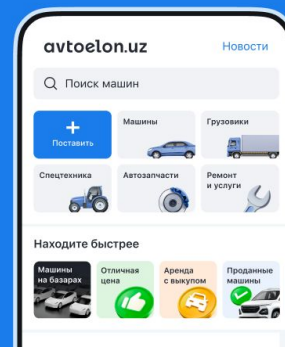 avtoelon.uz
Новости
Поиск машин
Поставить
Машины
Грузовики
Спецтехника
Автозапчасти
Ремонт
и услуги
Находите быстрее
Машины
на базарах
Отличная
цена
Аренда
с выкупом
Проданные
машины